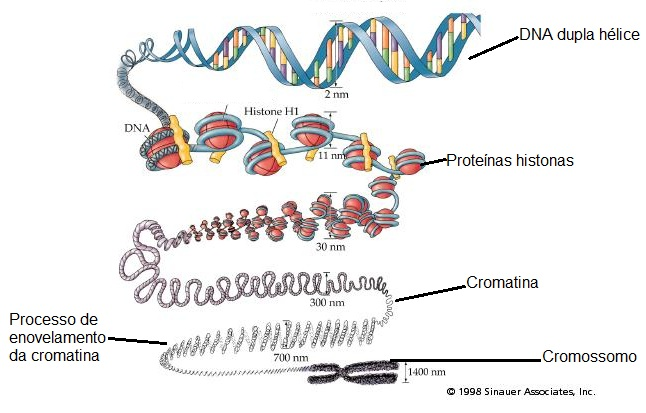 DNA dupla hélice
2 nm
Histone H1
DNA
11 nm
Proteínas histonas
30 nm
Cromatina
300 nm
Processo de
enovelamento
da cromatina
700 nm
Cromossomo
1400 nm
© 1998 Sinauer Associates, Inc.